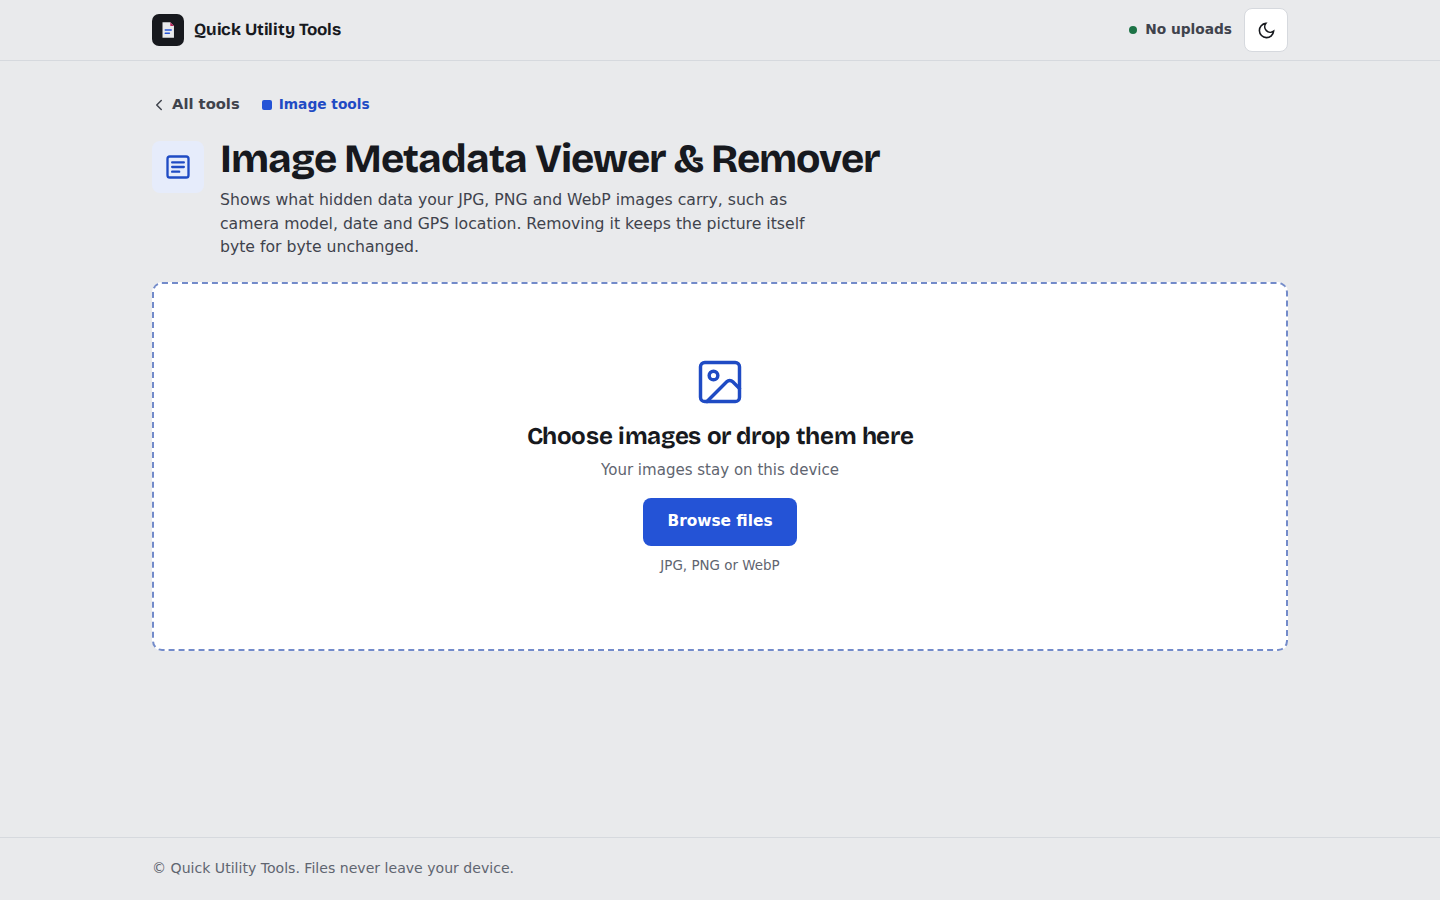 Quick Utility Tools
No uploads
All tools
Image tools
Image Metadata Viewer & Remover
Shows what hidden data your JPG, PNG and WebP images carry, such as
camera model, date and GPS location. Removing it keeps the picture itself
byte for byte unchanged.
Choose images or drop them here
Your images stay on this device
Browse files
JPG, PNG or WebP
© Quick Utility Tools. Files never leave your device.